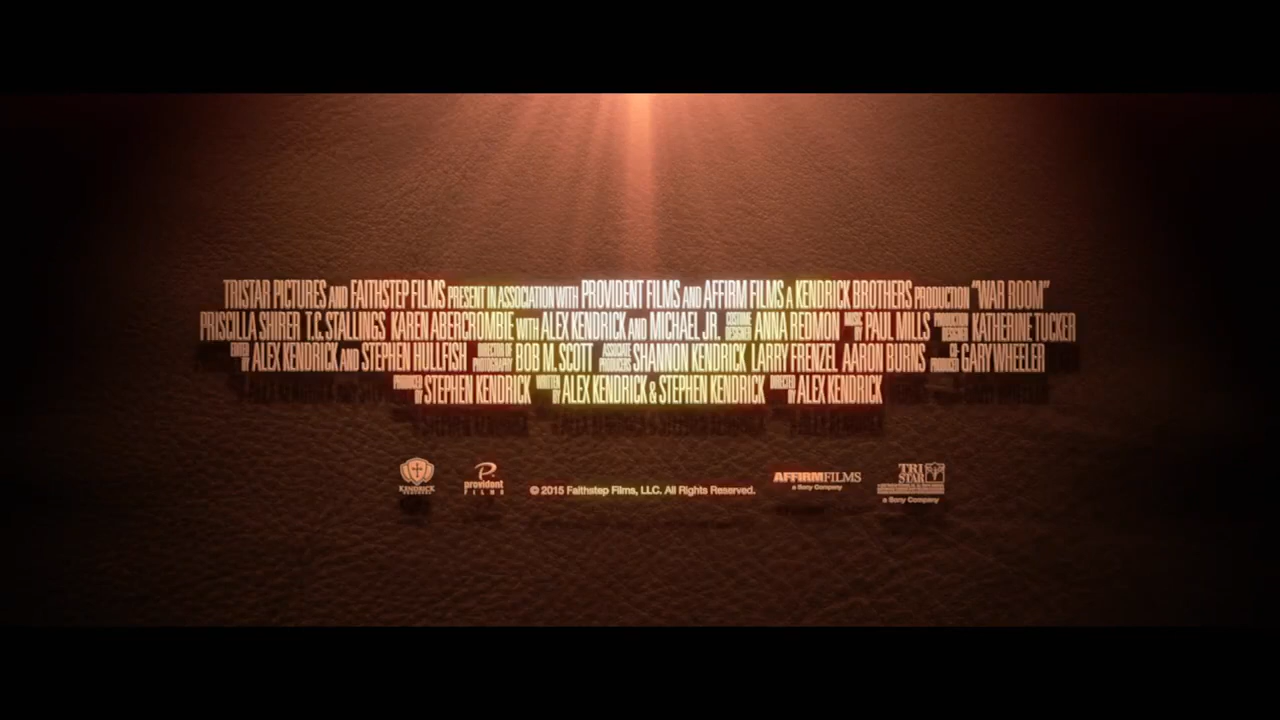 TRISTAR PICTURES AND FAITHSTEP FILMS PRESENT IN ASSOCIATION WITH PROVIDENT FILMS AND AFFIRM FILMS A KENDRICK BROTHERS PRODUCTION "WAR ROOM"
PRISCILLA SHIRER T.C. STALLINGS KAREN ABERCROMBIE WITH ALEX KENDRICK AND MICHAEL JR. COSTUME DESIGNER ANNA REDMON MUSIC BY PAUL MILLS PRODUCTION DESIGN BY KATHERINE TUCKER
EDITED BY ALEX KENDRICK AND STEPHEN HULLFISH DIRECTOR OF PHOTOGRAPHY BOB M. SCOTT ASSOCIATE PRODUCERS SHANNON KENDRICK LARRY FRENZEL AARON BURNS CO-PRODUCER GARY WHEELER
PRODUCED BY STEPHEN KENDRICK WRITTEN BY ALEX KENDRICK & STEPHEN KENDRICK DIRECTED BY ALEX KENDRICK
KENDRICK
provident
FILMS
© 2015 Faithstep Films, LLC. All Rights Reserved.
AFFIRMFILMS
a Sony Company
TRI
STAR
a Sony Company